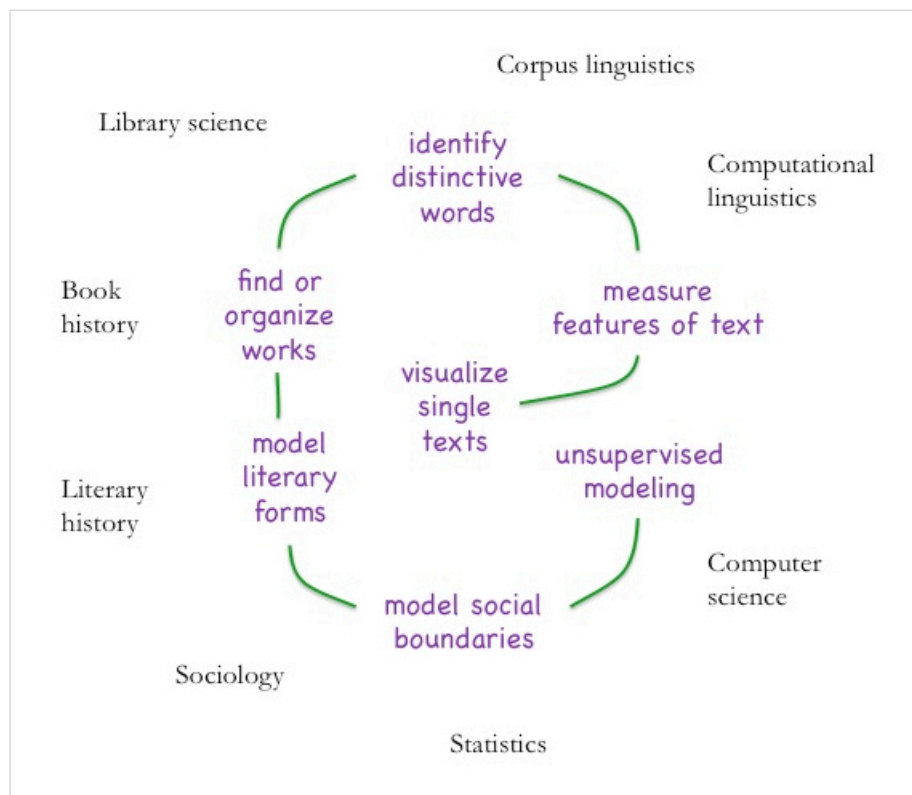 Corpus linguistics
Library science
identify
distinctive
words
Computational
linguistics
Book
history
find or
organize
works
measure
features of text
visualize
single
texts
model
literary
forms
unsupervised
modeling
Literary
history
Computer
science
model social
boundaries
Sociology
Statistics